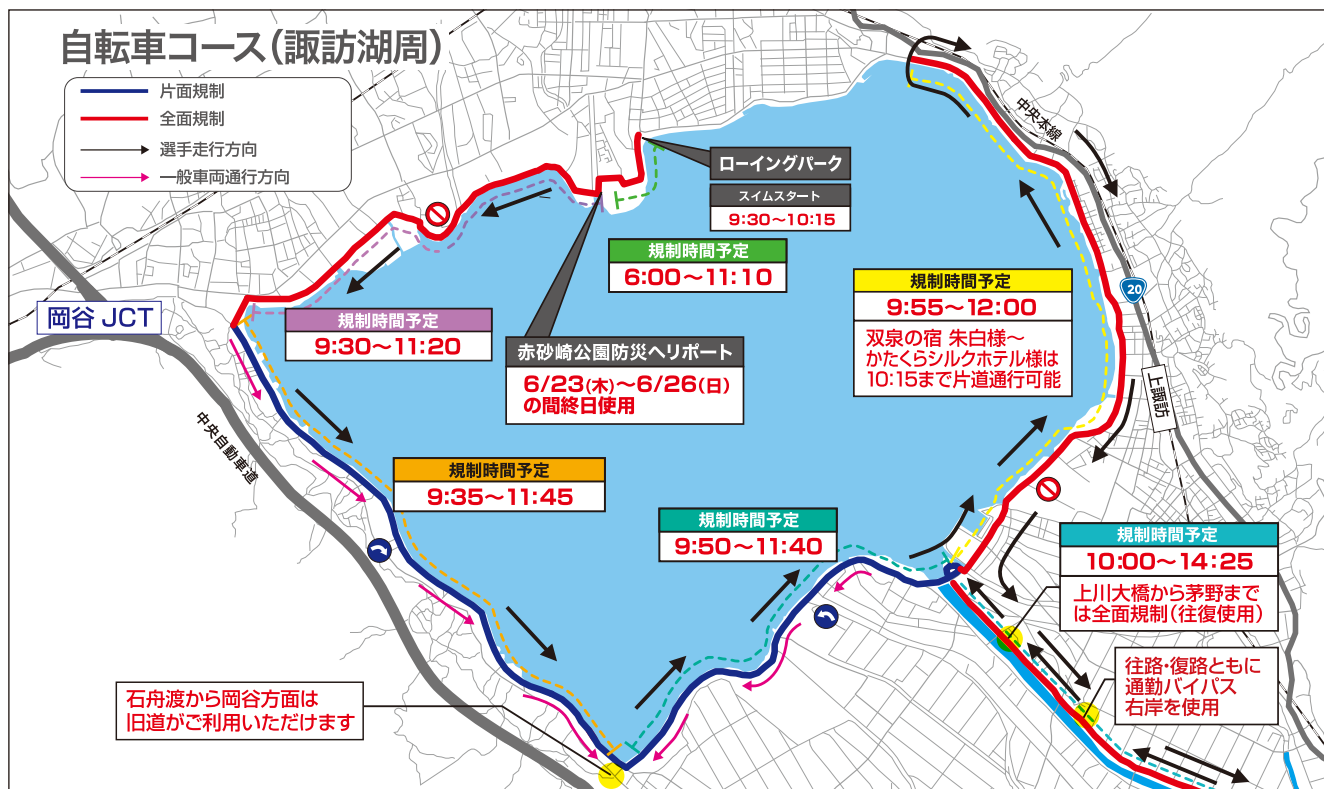 自転車コース(諏訪湖周)
片面規制
全面規制
選手走行方向
一般車両通行方向
中央本線
ローイングパーク
スイムスタート
9:30〜10:15
規制時間予定
6:00〜11:10
規制時間予定
9:55〜12:00
双泉の宿 朱白様〜
かたくらシルクホテル様は
10:15まで片道通行可能
20
岡谷 JCT
規制時間予定
9:30〜11:20
赤砂崎公園防災ヘリポート
6/23(木)〜6/26(日)
の間終日使用
上諏訪
中央自動車道
規制時間予定
9:35〜11:45
規制時間予定
9:50〜11:40
規制時間予定
10:00〜14:25
上川大橋から茅野まで
は全面規制(往復使用)
往路・復路ともに
通勤バイパス
右岸を使用
石舟渡から岡谷方面は
旧道がご利用いただけます